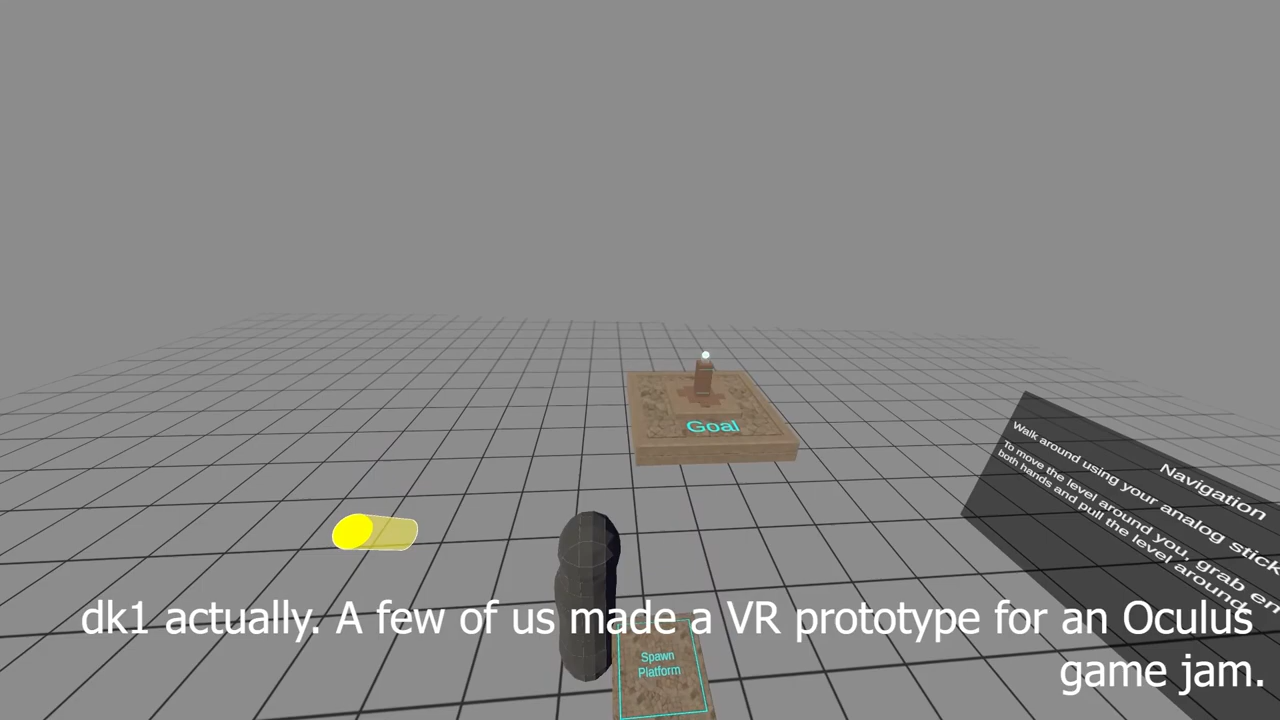 Goal
Navigation
Walk around using your analog stick
To move the level around you, grab en
both hands and pull the level around
dk1 actually. A few of us made a VR prototype for an Oculus
game jam.
Spawn
Platform